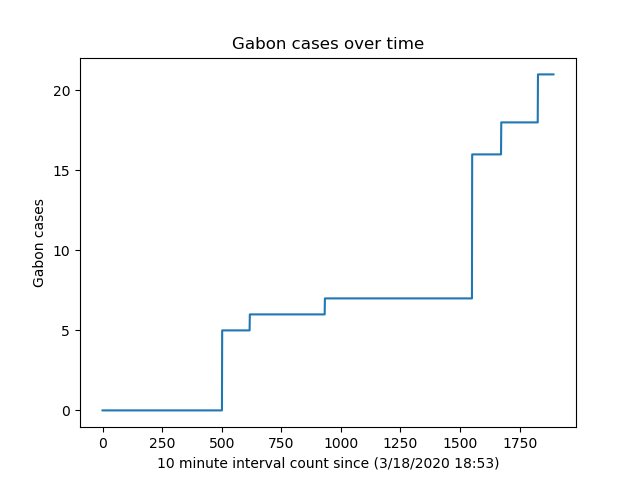 Gabon cases over time
20
15
10
5
0
Gabon cases
0 250 500 750 1000 1250 1500 1750
10 minute interval count since (3/18/2020 18:53)